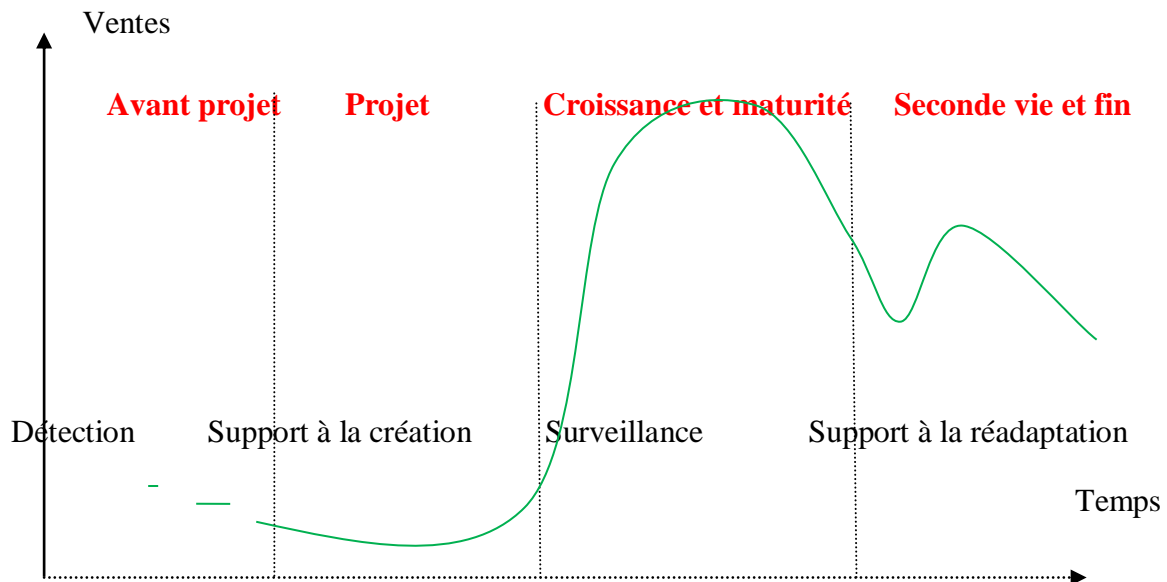 Ventes
Avant projet Projet Croissance et maturité Seconde vie et fin
Détection Support à la création Surveillance Support à la réadaptation
Temps